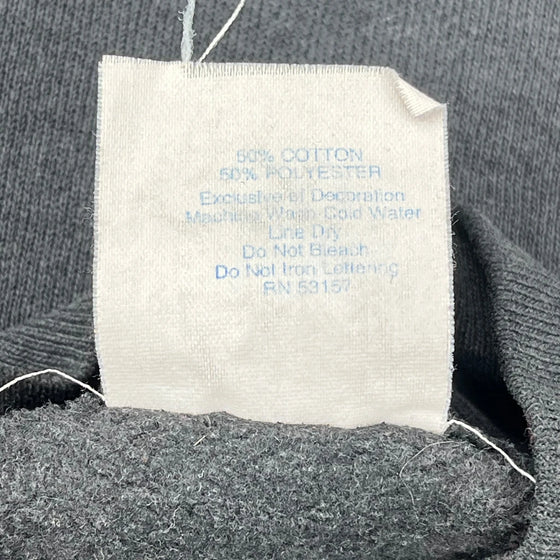 50% COTTON
50% POLYESTER
Exclusive of Decoration
Machine Wash Cold Water
Line Dry
Do Not Bleach
Do Not Iron Lettering
RN 53157